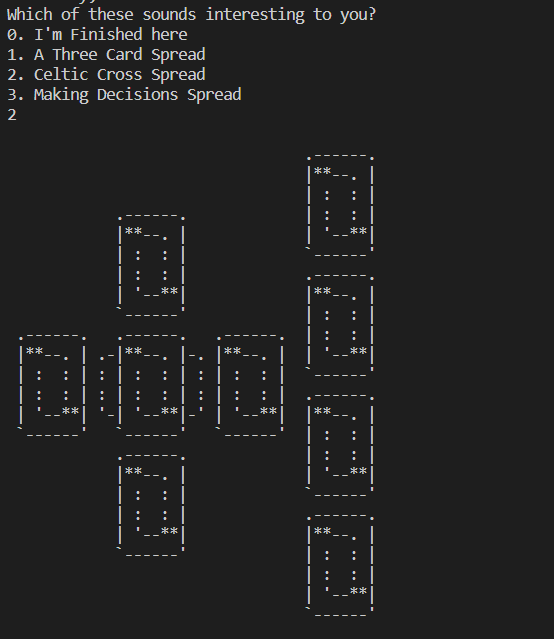 Which of these sounds interesting to you?
0. I'm Finished here
1. A Three Card Spread
2. Celtic Cross Spread
3. Making Decisions Spread
2
                              .------.
                              |**--. |
                              | :  : |
           .------.           | :  : |
           |**--. |           | '--**|
           | :  : |           `------'
           | :  : |           .------.
           | '--**|           |**--. |
           `------'           | :  : |
 .------.  .------.  .------. | :  : |
 |**--. |.-|**--. |-.|**--. | | '--**|
 | :  : |: | :  : | :| :  : | `------'
 | :  : |: | :  : | :| :  : | .------.
 | '--**|'-| '--**|-'| '--**| |**--. |
 `------'  `------'  `------' | :  : |
           .------.           | :  : |
           |**--. |           | '--**|
           | :  : |           `------'
           | :  : |           .------.
           | '--**|           |**--. |
           `------'           | :  : |
                              | :  : |
                              | '--**|
                              `------'